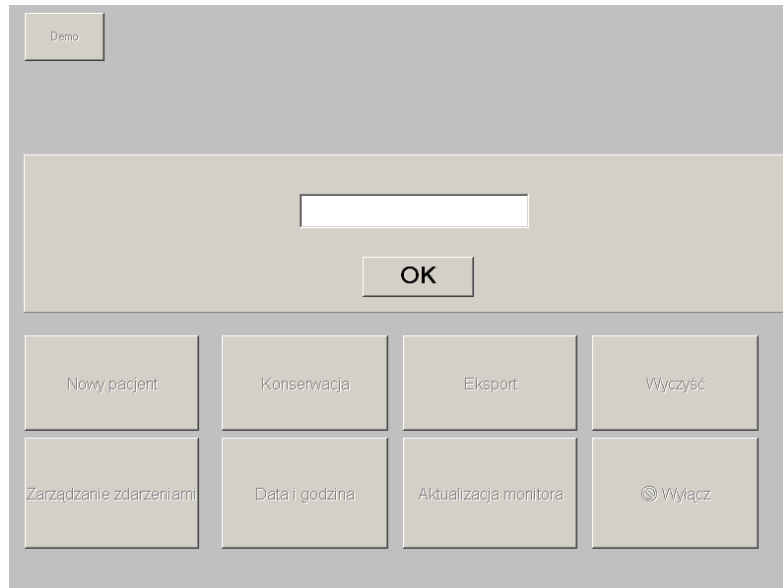 Demo
OK
Nowy pacjent
Konserwacja
Eksport
Wyczyść
Zarządzanie zdarzeniami
Data i godzina
Aktualizacja monitora
Wyłącz